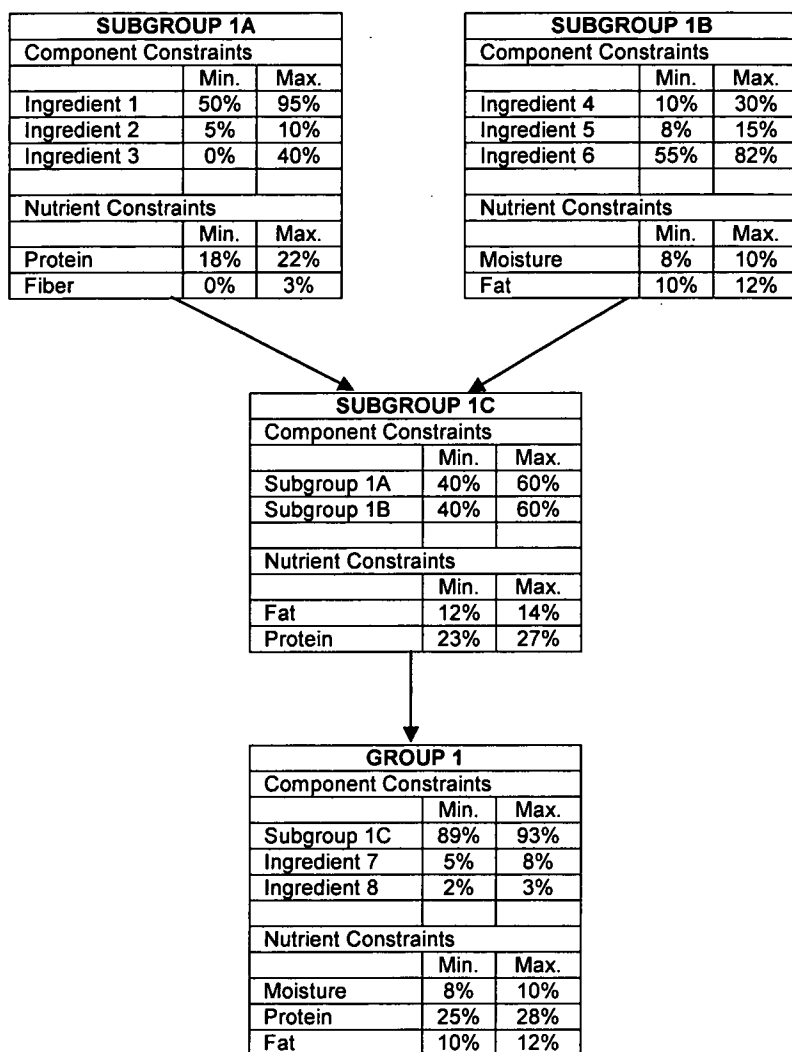 SUBGROUP 1A
Component Constraints
Min. Max.
Ingredient 1 50% 95%
Ingredient 2 5% 10%
Ingredient 3 0% 40%
Nutrient Constraints
Min. Max.
Protein 18% 22%
Fiber 0% 3%
SUBGROUP 1B
Component Constraints
Min. Max.
Ingredient 4 10% 30%
Ingredient 5 8% 15%
Ingredient 6 55% 82%
Nutrient Constraints
Min. Max.
Moisture 8% 10%
Fat 10% 12%
SUBGROUP 1C
Component Constraints
Min. Max.
Subgroup 1A 40% 60%
Subgroup 1B 40% 60%
Nutrient Constraints
Min. Max.
Fat 12% 14%
Protein 23% 27%
GROUP 1
Component Constraints
Min. Max.
Subgroup 1C 89% 93%
Ingredient 7 5% 8%
Ingredient 8 2% 3%
Nutrient Constraints
Min. Max.
Moisture 8% 10%
Protein 25% 28%
Fat 10% 12%